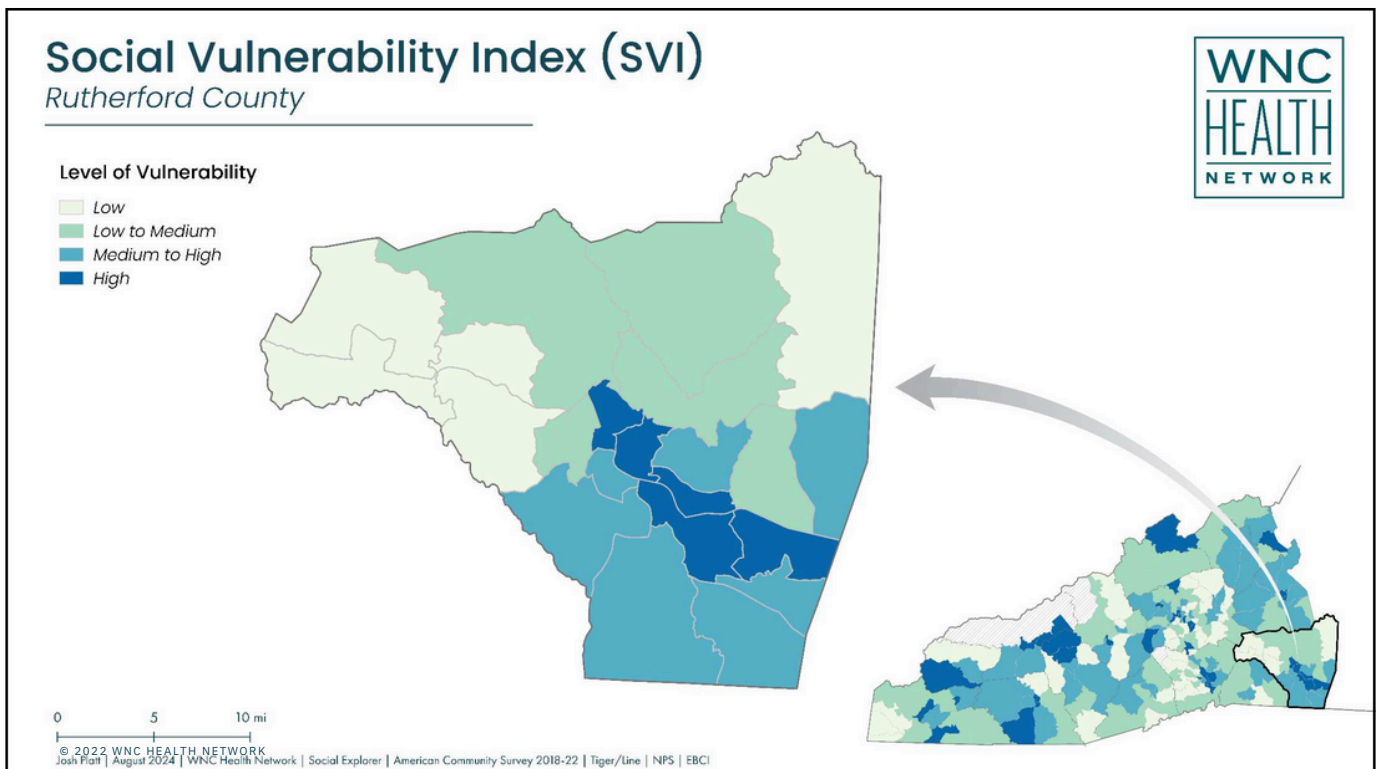 Social Vulnerability Index (SVI)
Rutherford County
WNC
HEALTH
NETWORK
Level of Vulnerability
Low
Low to Medium
Medium to High
High
0 5 10 mi
© 2022 WNC HEALTH NETWORK
Josh Platt | August 2024 | WNC Health Network | Social Explorer | American Community Survey 2018-22 | Tiger/Line | NPS | EBCI